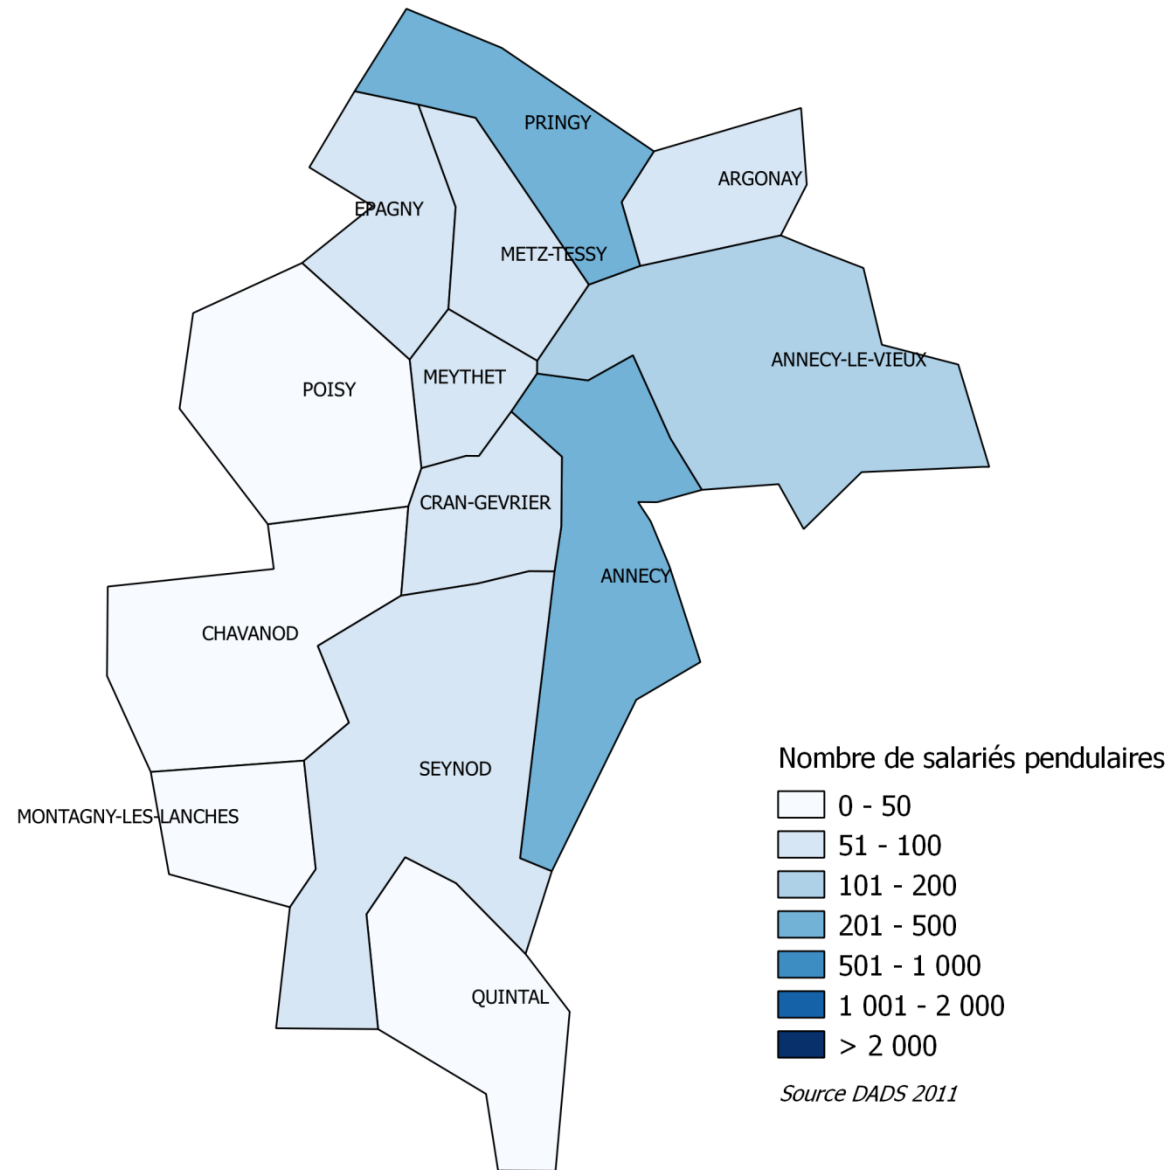 PRINGY
ARGONAY
EPAGNY
METZ-TESSY
ANNECY-LE-VIEUX
MEYTHET
POISY
CRAN-GEVRIER
ANNECY
CHAVANOD
SEYNOD
MONTAGNY-LES-LANCHES
QUINTAL
Nombre de salariés pendulaires
0 - 50
51 - 100
101 - 200
201 - 500
501 - 1 000
1 001 - 2 000
> 2 000
Source DADS 2011